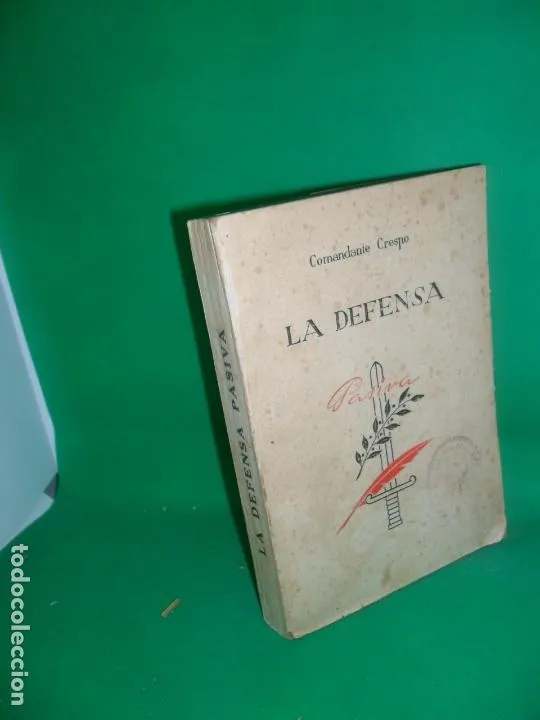 Comandante Crespo
LA DEFENSA
Pasiva
LA DEFENSA PASIVA
todocoleccion